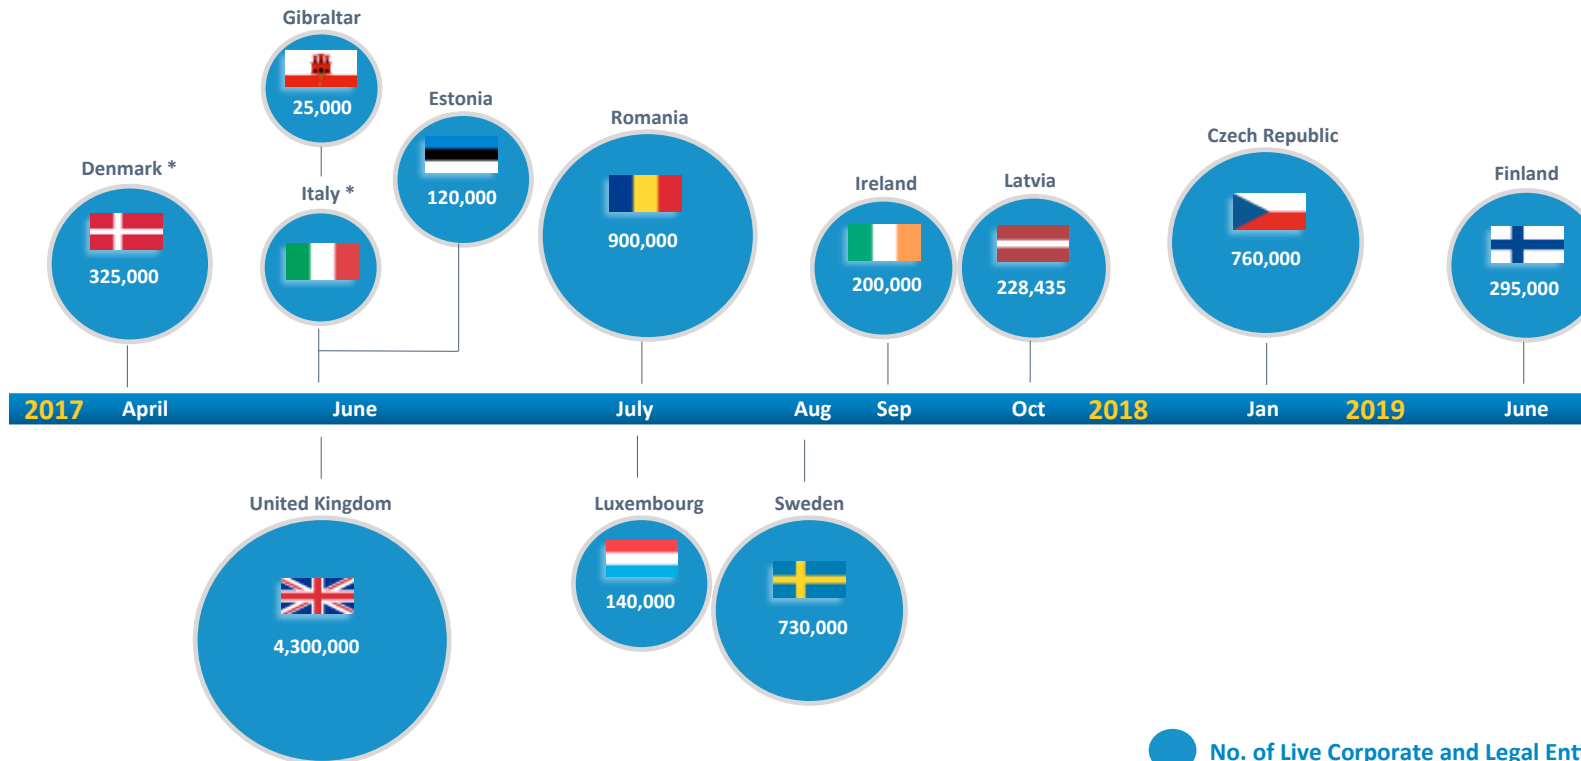 Gibraltar
25,000
Estonia
120,000
Romania
900,000
Czech Republic
760,000
Denmark *
325,000
Italy *
Ireland
200,000
Latvia
228,435
Finland
295,000
2017 April June July Aug Sep Oct 2018 Jan 2019 June
United Kingdom
4,300,000
Luxembourg
140,000
Sweden
730,000
No. of Live Corporate and Legal Ent